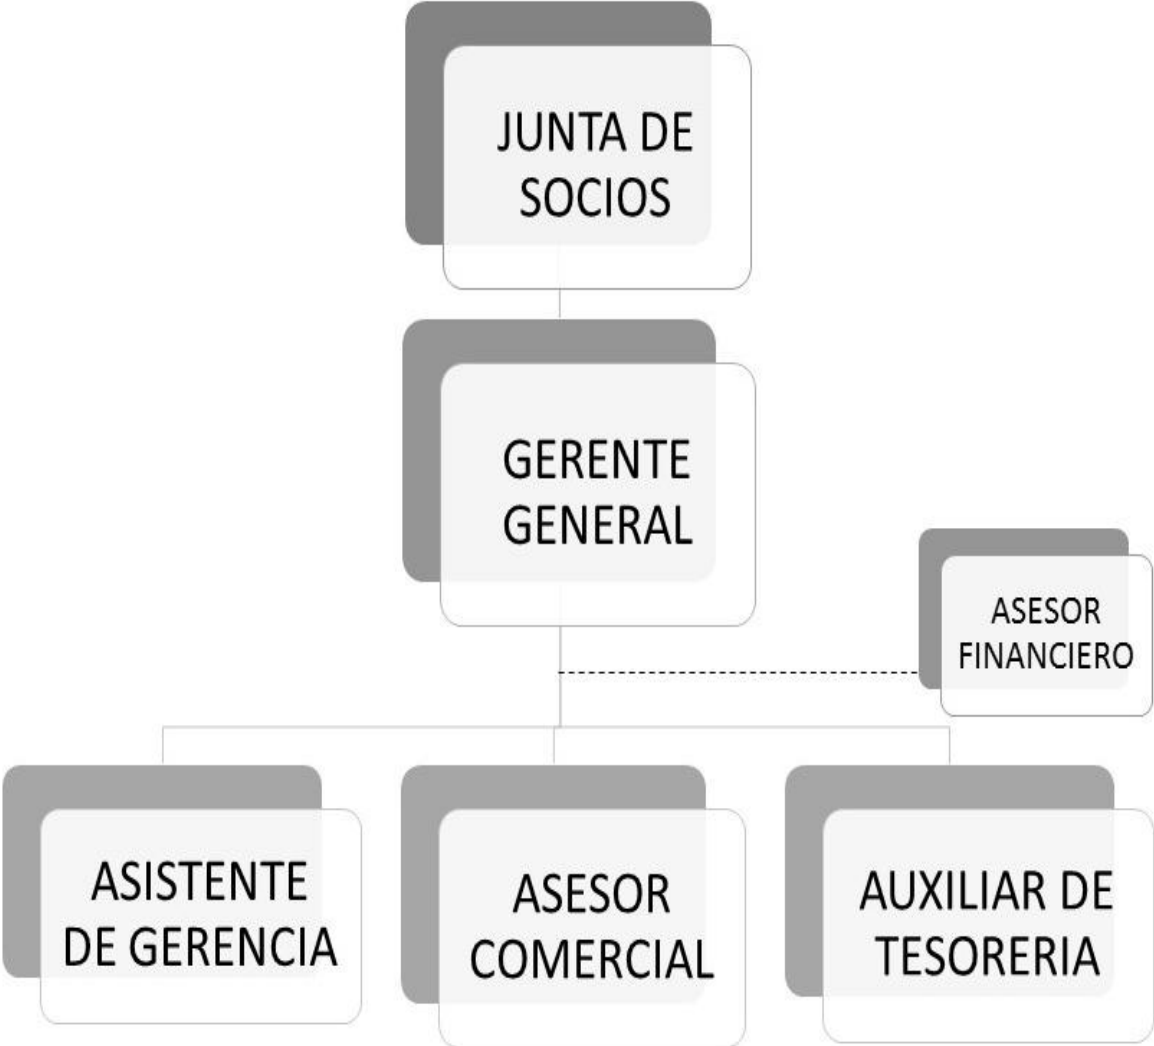 JUNTA DE
SOCIOS
GERENTE
GENERAL
ASESOR
FINANCIERO
ASISTENTE
DE GERENCIA
ASESOR
COMERCIAL
AUXILIAR DE
TESORERIA